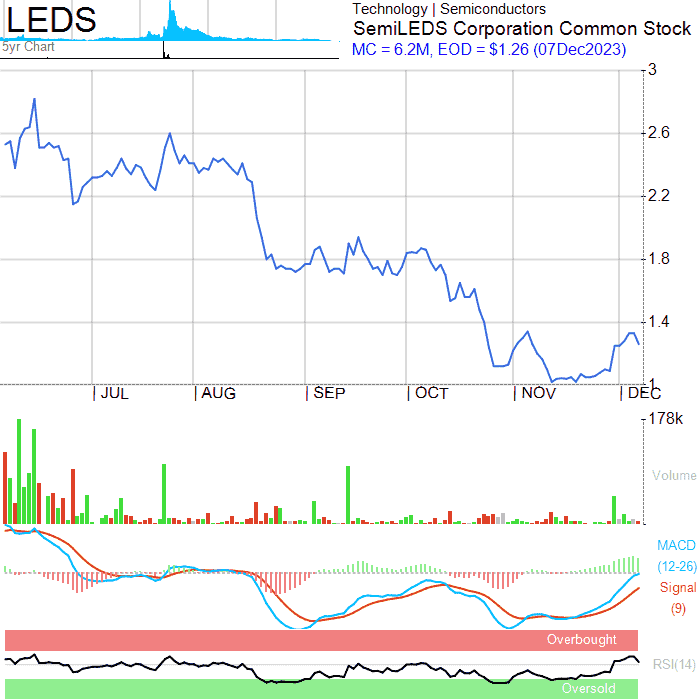 LEDS
5yr Chart
Technology | Semiconductors
SemiLEDS Corporation Common Stock
MC = 6.2M, EOD = $1.26 (07Dec2023)
3
2.6
2.2
1.8
1.4
1
JUL AUG SEP OCT NOV DEC
178k
Volume
MACD
(12-26)
Signal
(9)
Overbought
RSI(14)
Oversold